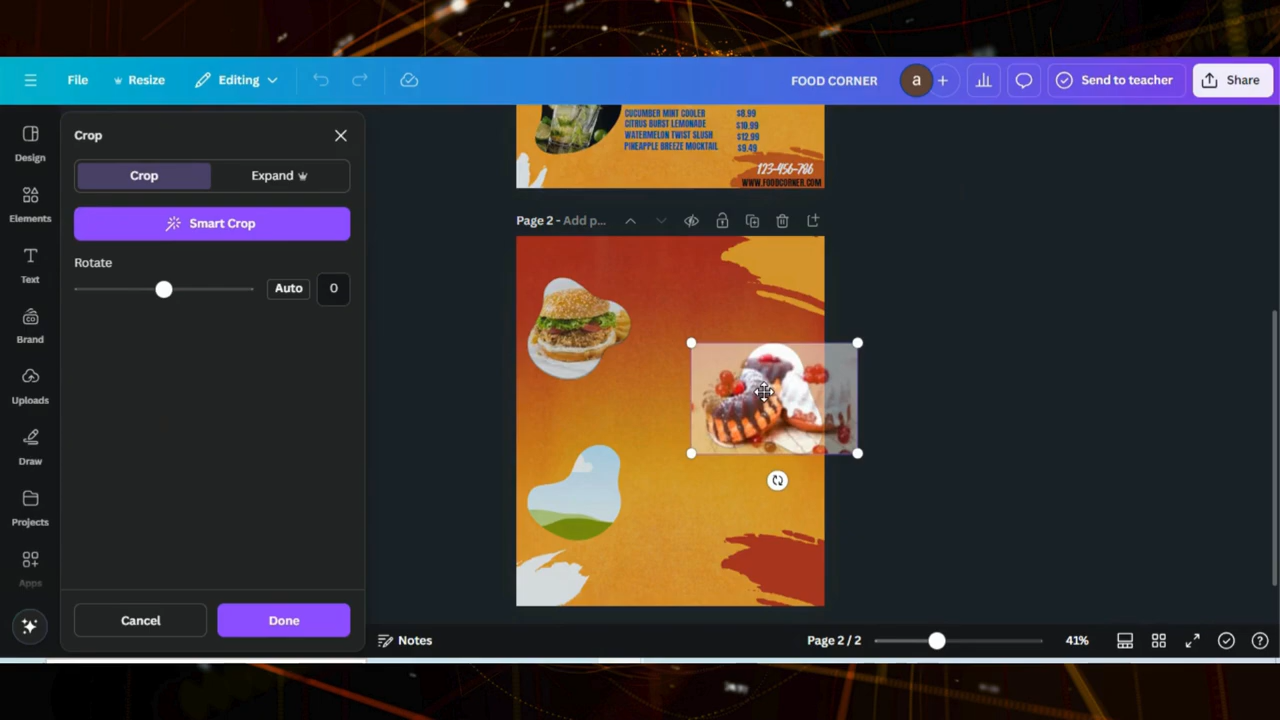 File
Resize
Editing
FOOD CORNER
a
+
Send to teacher
Share
Design
Elements
Text
Brand
Uploads
Draw
Projects
Apps
Crop
Crop
Expand
Smart Crop
Rotate
Auto
0
Cancel
Done
CUCUMBER MINT COOLER $8.99
CITRUS BURST LEMONADE $10.99
WATERMELON TWIST SLUSH $12.99
PINEAPPLE BREEZE MOCKTAIL $9.49
123-456-786
WWW.FOODCORNER.COM
Page 2 - Add p...
Notes
Page 2 / 2
41%